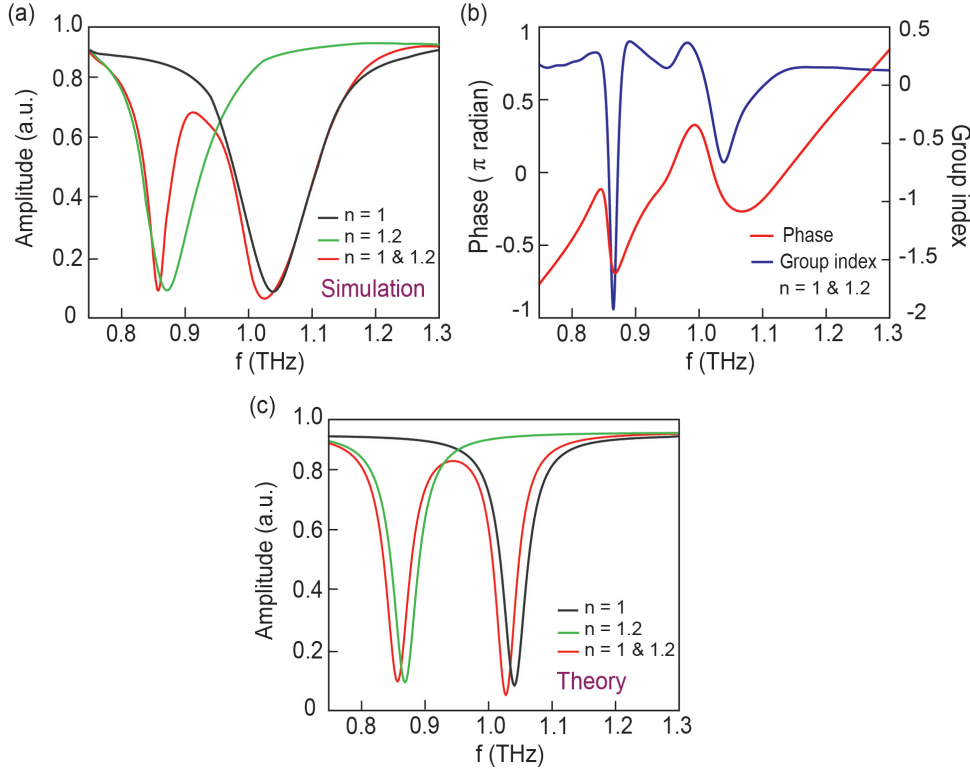 (a)
1.0
0.8
0.6
0.4
0.2
0
Amplitude (a.u.)
n = 1
n = 1.2
n = 1 & 1.2
Simulation
0.8 0.9 1.0 1.1 1.2 1.3
f (THz)
(b)
1
0.5
0
-0.5
-1
Phase ( π radian)
0.5
0
- 0.5
- 1
- 1.5
- 2
Group index
Phase
Group index
n = 1 & 1.2
0.8 0.9 1.0 1.1 1.2 1.3
f (THz)
(c)
1.0
0.8
0.6
0.4
0.2
0
Amplitude (a.u.)
n = 1
n = 1.2
n = 1 & 1.2
Theory
0.8 0.9 1.0 1.1 1.2 1.3
f (THz)